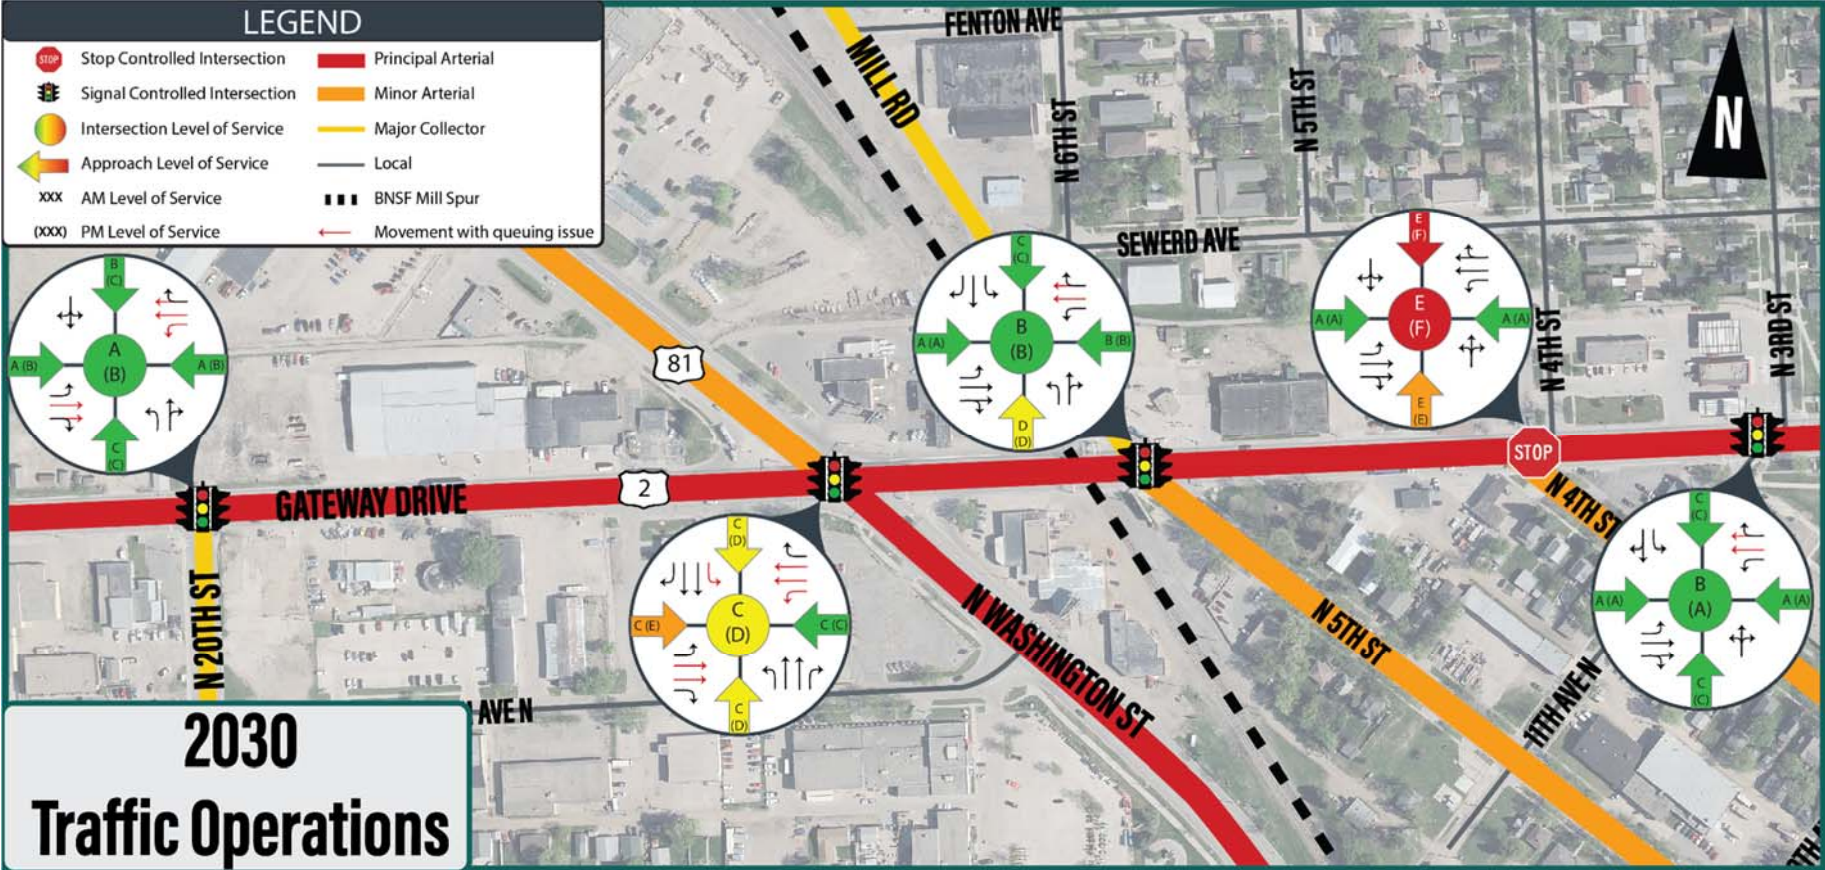 LEGEND
STOP Stop Controlled Intersection
Principal Arterial
Signal Controlled Intersection
Minor Arterial
Intersection Level of Service
Major Collector
Approach Level of Service
Local
XXX AM Level of Service
BNSF Mill Spur
(XXX) PM Level of Service
Movement with queuing issue
FENTON AVE
MILL RD
N 6TH ST
N 5TH ST
N
SEWERD AVE
N 4TH ST
N 3RD ST
B
(C)
A (B)
A
(B)
A (B)
C
(C)
81
C
(C)
A (A)
B
(B)
B (B)
D
(D)
E
(F)
A (A)
E
(F)
A (A)
E
(E)
STOP
2
GATEWAY DRIVE
N 20TH ST
C
(D)
C (E)
C
(D)
C (C)
C
(D)
N WASHINGTON ST
N 5TH ST
N 4TH ST
C
(C)
A (A)
B
(A)
A (A)
C
(C)
11TH AVE N
AVE N
2030
Traffic Operations